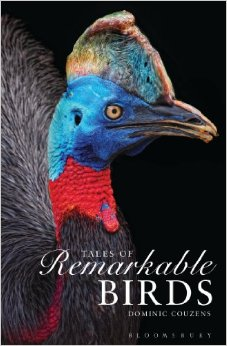 TALES OF
Remarkable
BIRDS
DOMINIC COUZENS
BLOOMSBURY